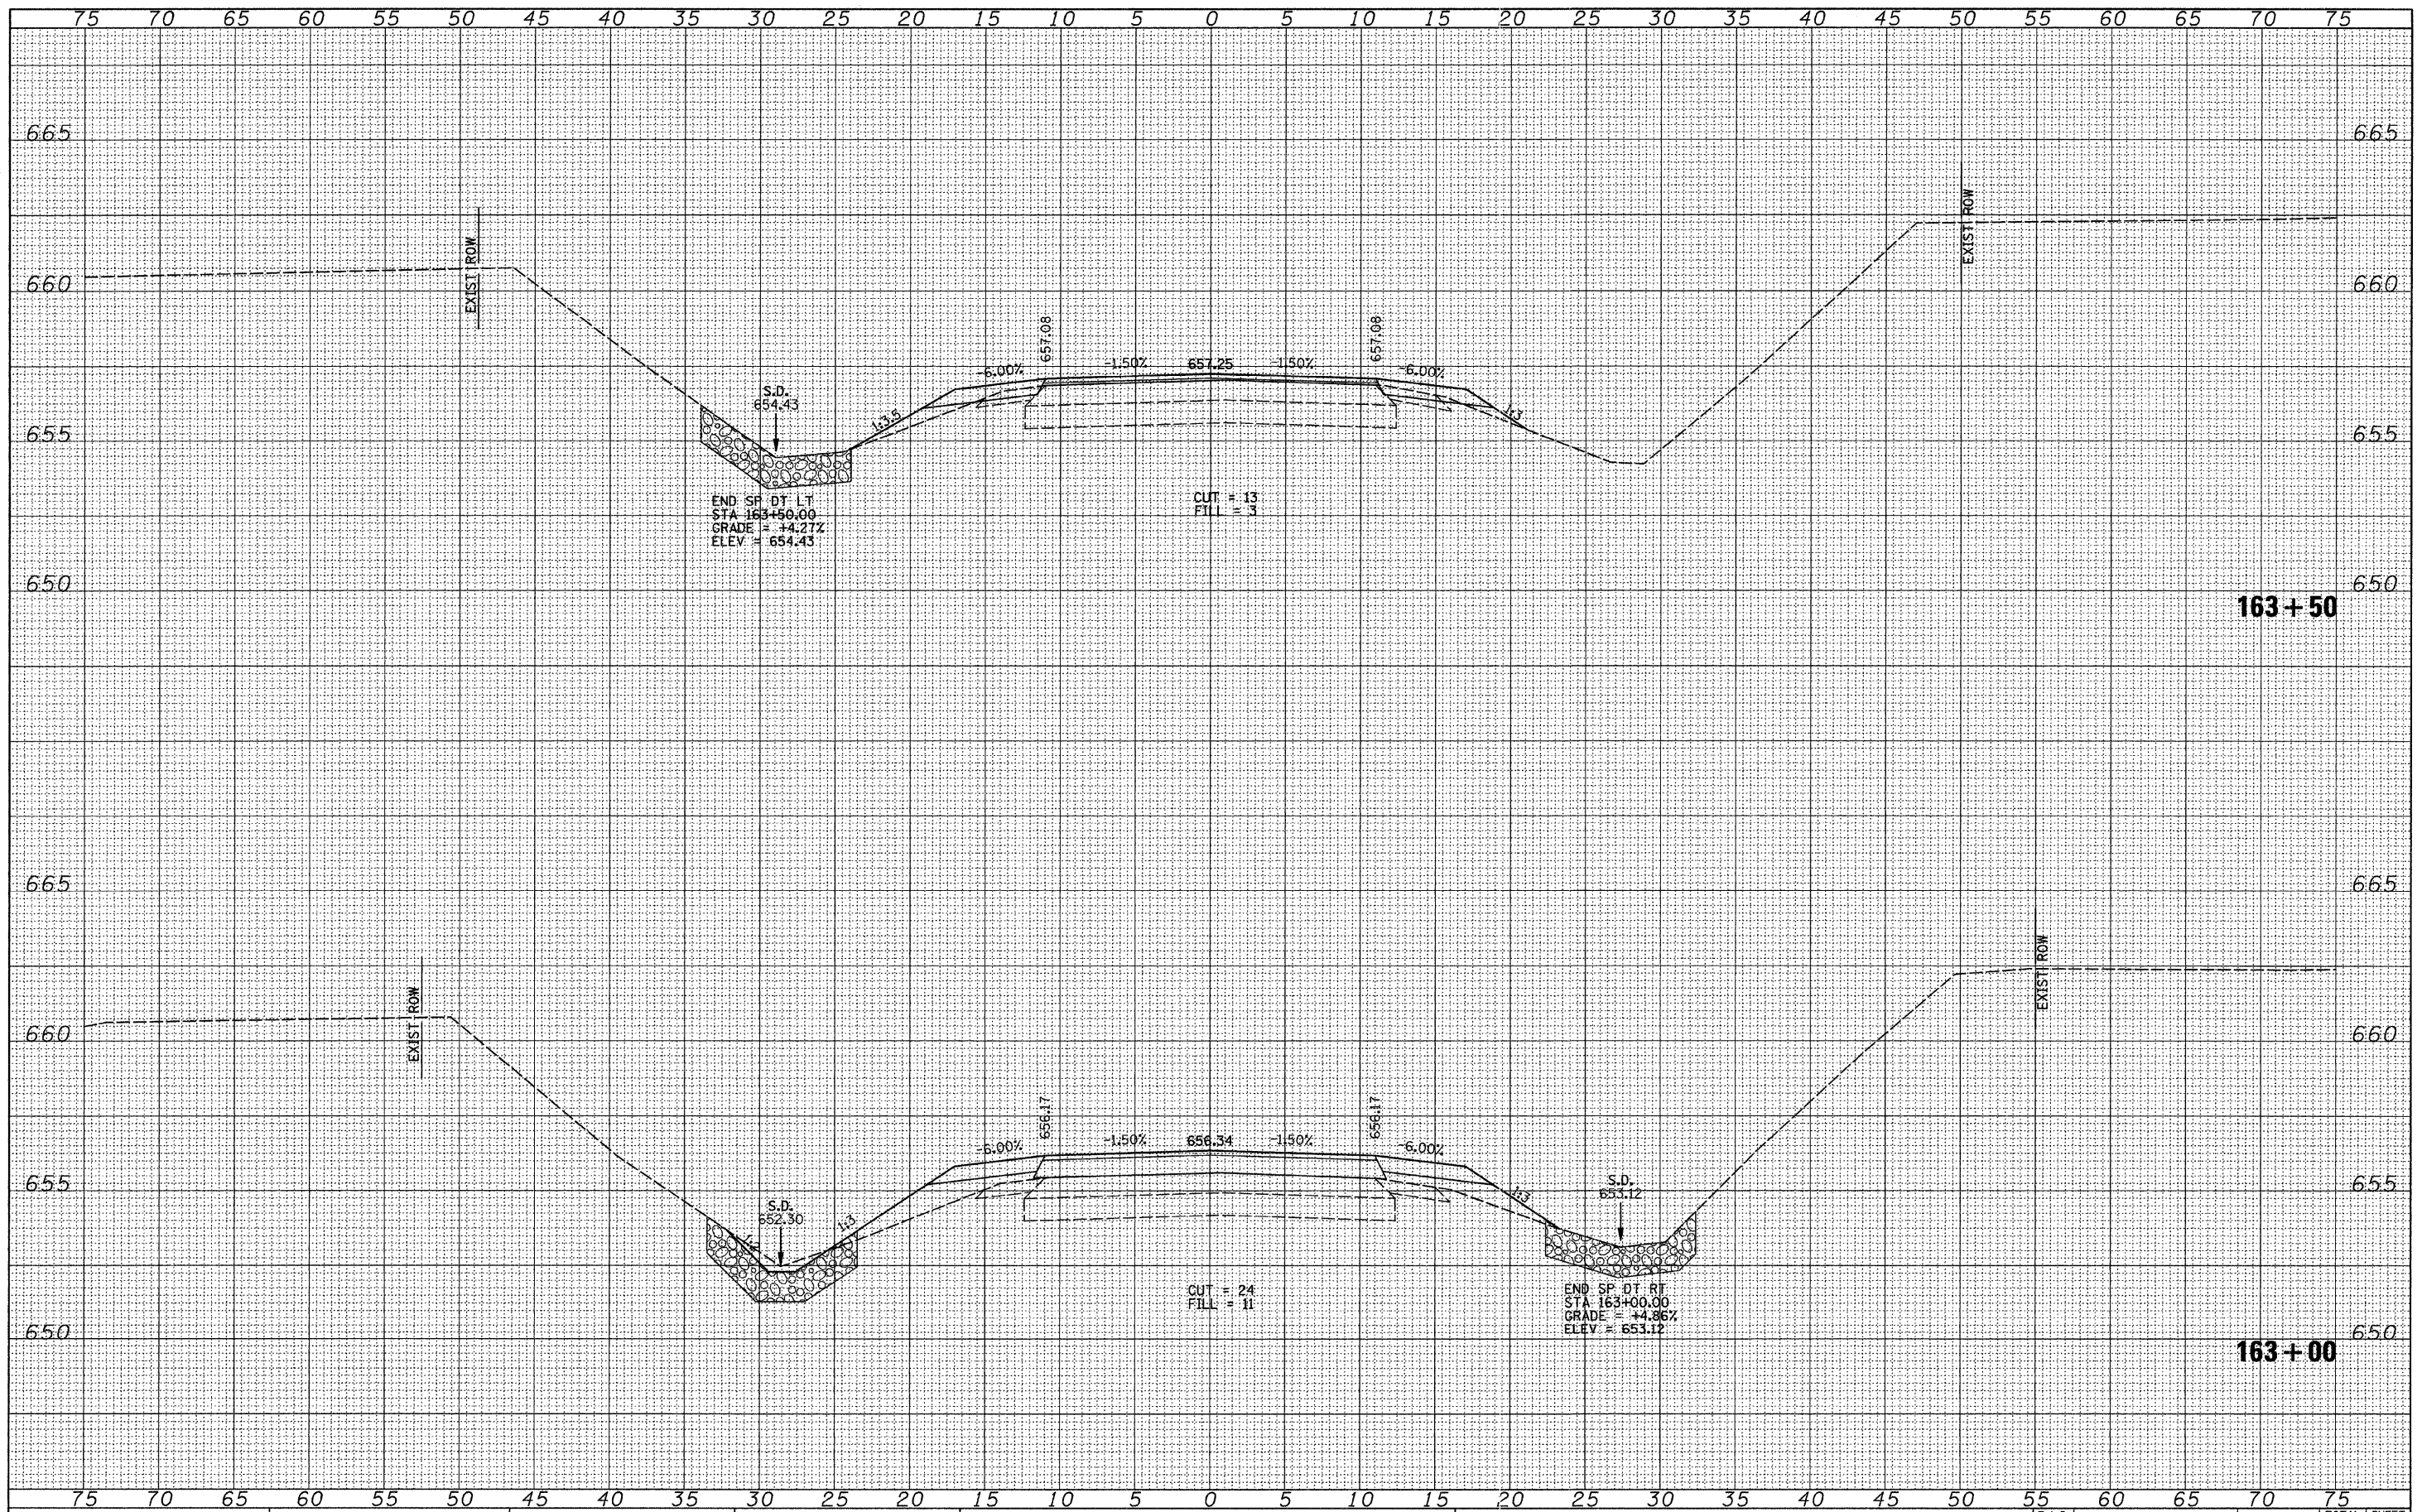 75 70 65 60 55 50 45 40 35 30 25 20 15 10 5 0 5 10 15 20 25 30 35 40 45 50 55 60 65 70 75
665 665
EXIST ROW
EXIST ROW
660 660
657.08 657.08
-6.00% -1.50% 657.25 -1.50% -6.00%
S.D.
654.43
1:3.5 1:3
655 655
END SP DT LT
STA 163+50.00
GRADE = +4.27%
ELEV = 654.43
CUT = 13
FILL = 3
650 650
163+50
665 665
EXIST ROW
EXIST ROW
660 660
656.17 656.17
-6.00% -1.50% 656.34 -1.50% -6.00%
655 655
S.D.
652.30
1:3
1:3
S.D.
653.12
CUT = 24
FILL = 11
END SP DT RT
STA 163+00.00
GRADE = +4.86%
ELEV = 653.12
650 650
163+00
75 70 65 60 55 50 45 40 35 30 25 20 15 10 5 0 5 10 15 20 25 30 35 40 45 50 55 60 65 70 75